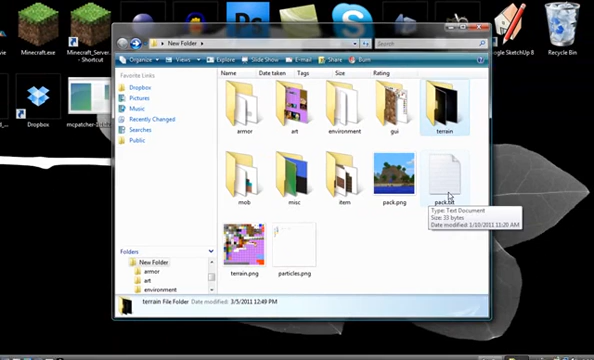 Minecraft.exe
Minecraft_Server.
- Shortcut
Google SketchUp 8
Recycle Bin
Dropbox
New Folder
Search
Organize
Views
Explore
Slide Show
E-mail
Share
Burn
Favorite Links
Dropbox
Pictures
Music
Recently Changed
Searches
Public
Name
Date taken
Tags
Size
Rating
armor
art
environment
gui
terrain
mob
misc
item
pack.png
pack.txt
Type: Text Document
Size: 33 bytes
Date modified: 1/10/2011 11:20 AM
terrain.png
particles.png
Folders
New Folder
armor
art
environment
terrain File Folder Date modified: 3/5/2011 12:49 PM